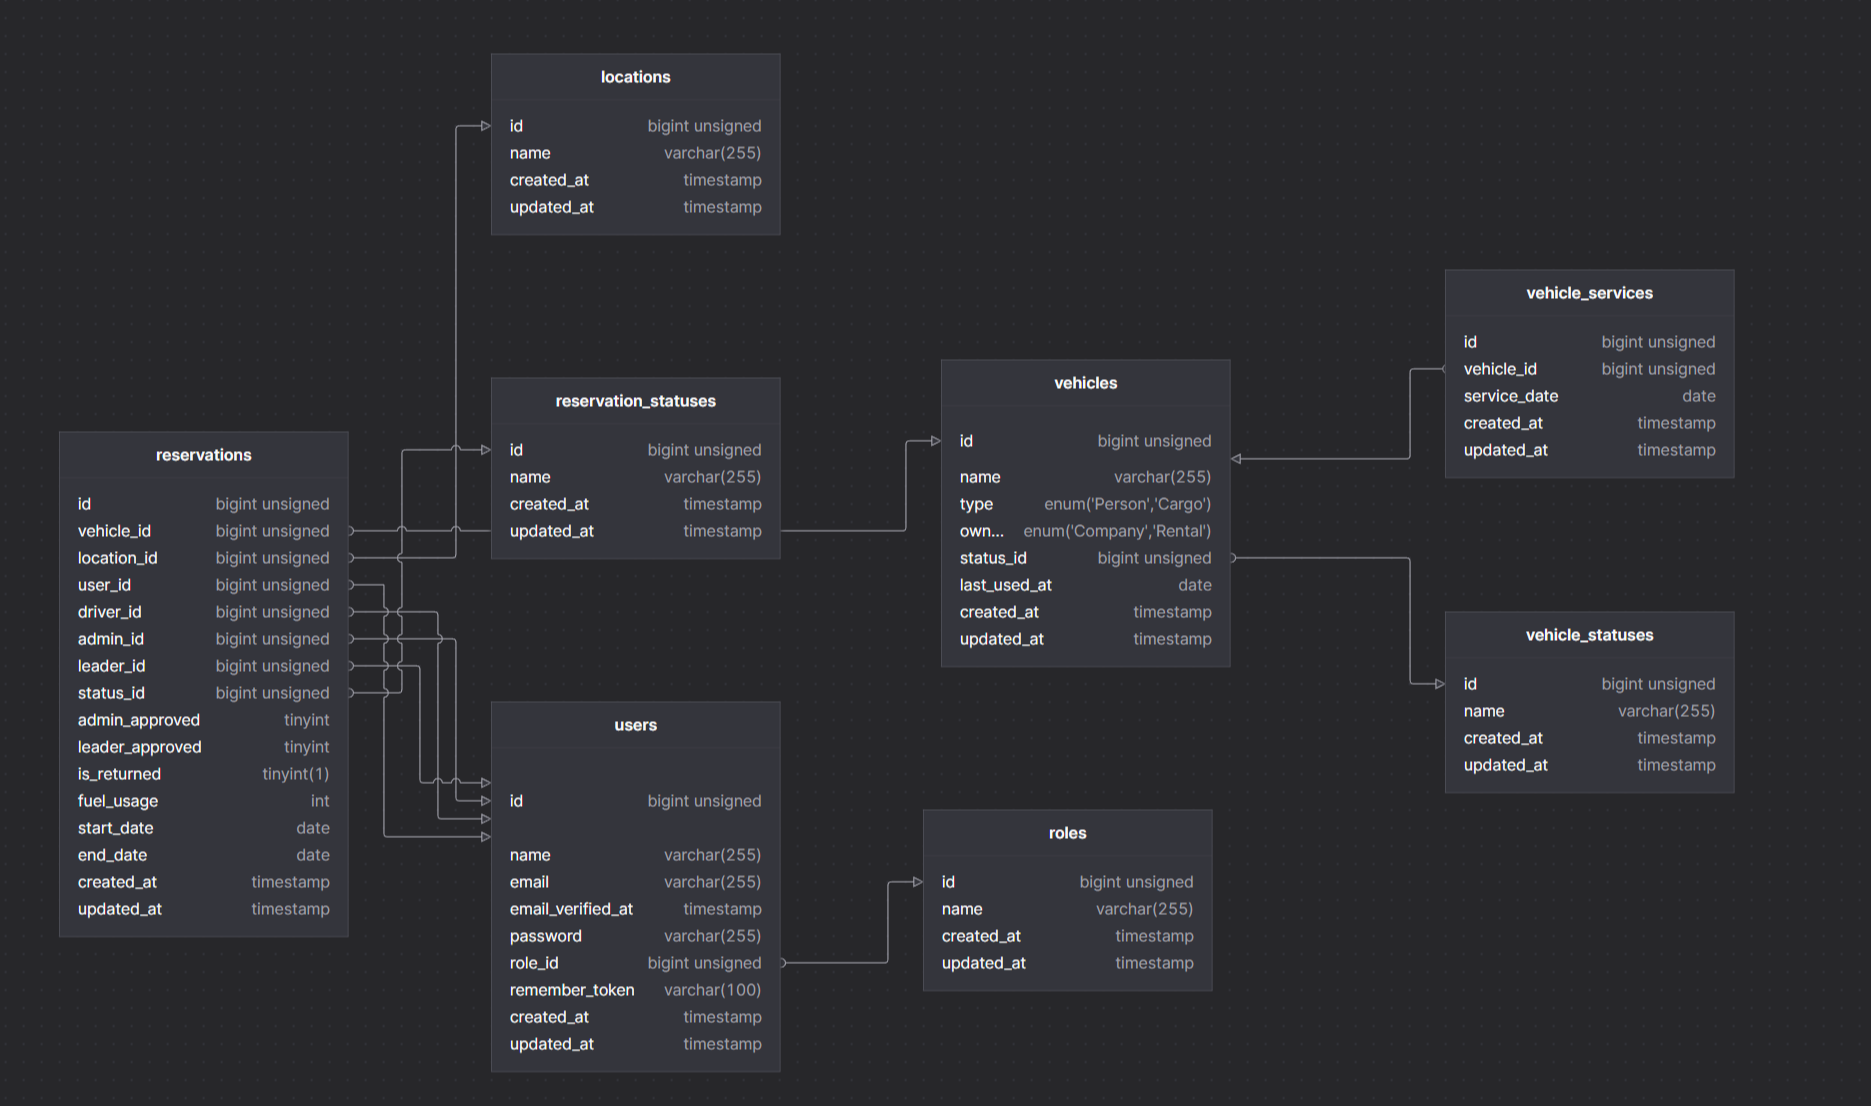 locations
id bigint unsigned
name varchar(255)
created_at timestamp
updated_at timestamp
reservation_statuses
id bigint unsigned
name varchar(255)
created_at timestamp
updated_at timestamp
reservations
id bigint unsigned
vehicle_id bigint unsigned
location_id bigint unsigned
user_id bigint unsigned
driver_id bigint unsigned
admin_id bigint unsigned
leader_id bigint unsigned
status_id bigint unsigned
admin_approved tinyint
leader_approved tinyint
is_returned tinyint(1)
fuel_usage int
start_date date
end_date date
created_at timestamp
updated_at timestamp
users
id bigint unsigned
name varchar(255)
email varchar(255)
email_verified_at timestamp
password varchar(255)
role_id bigint unsigned
remember_token varchar(100)
created_at timestamp
updated_at timestamp
vehicles
id bigint unsigned
name varchar(255)
type enum('Person','Cargo')
own... enum('Company','Rental')
status_id bigint unsigned
last_used_at date
created_at timestamp
updated_at timestamp
roles
id bigint unsigned
name varchar(255)
created_at timestamp
updated_at timestamp
vehicle_services
id bigint unsigned
vehicle_id bigint unsigned
service_date date
created_at timestamp
updated_at timestamp
vehicle_statuses
id bigint unsigned
name varchar(255)
created_at timestamp
updated_at timestamp